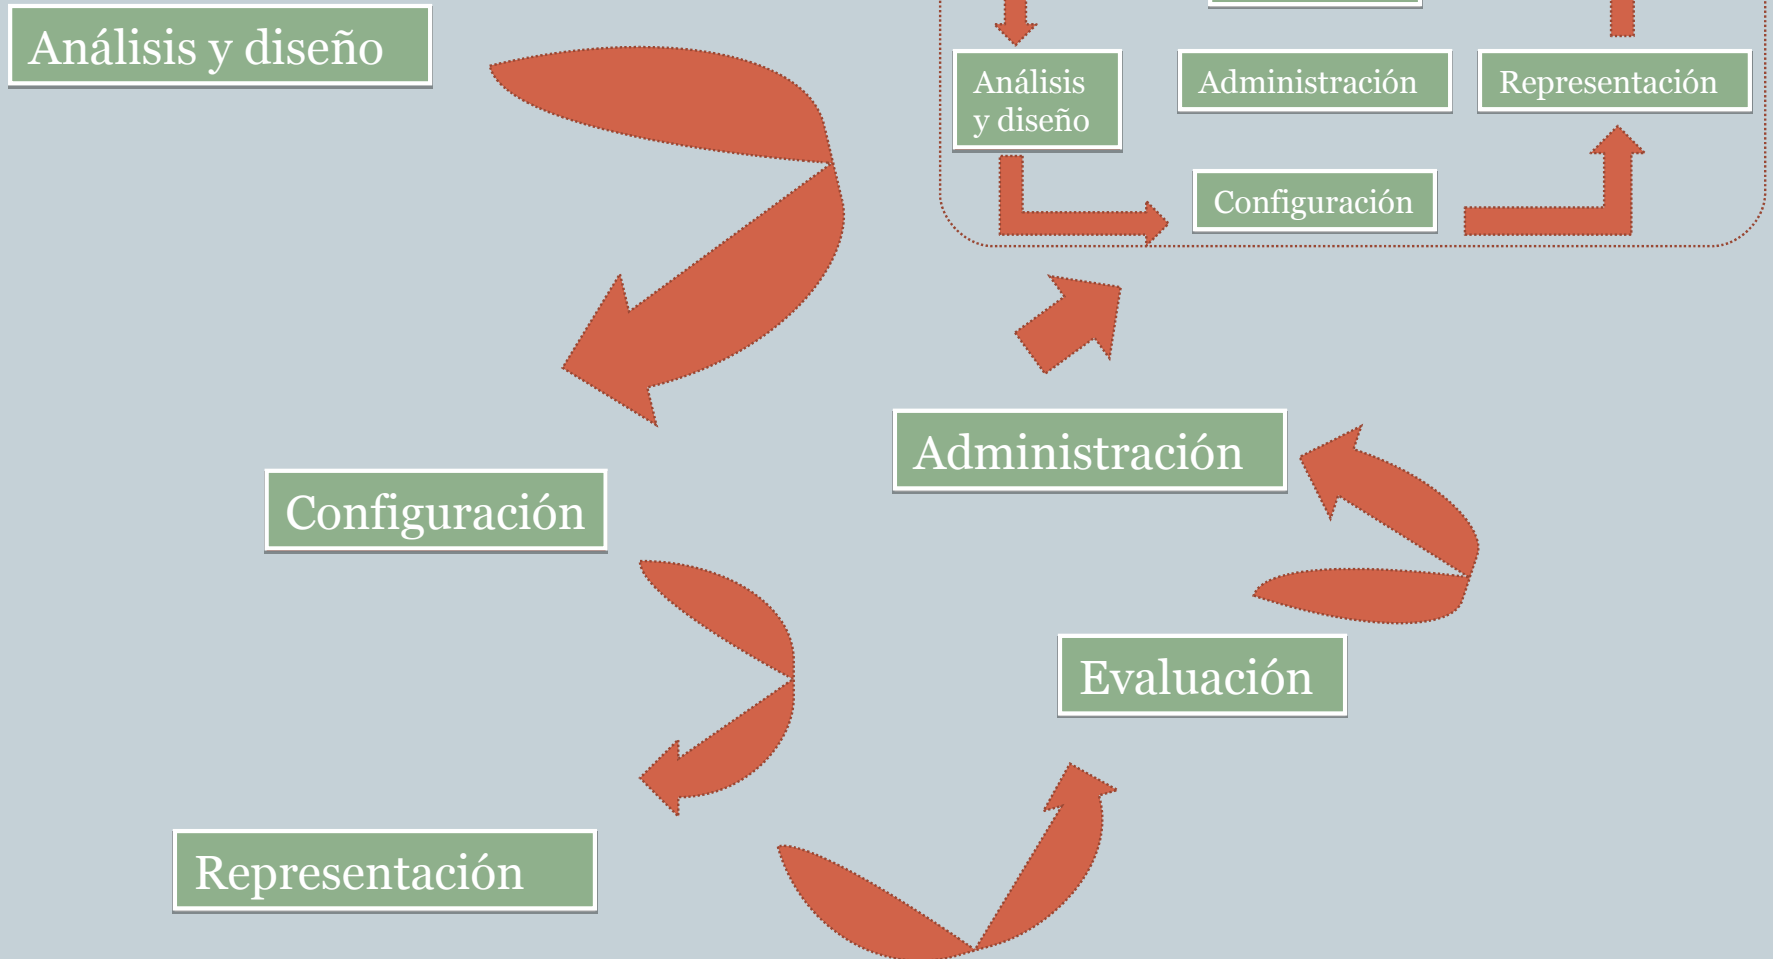 Análisis y diseño
Análisis
y diseño
Administración
Representación
Configuración
Administración
Configuración
Evaluación
Representación